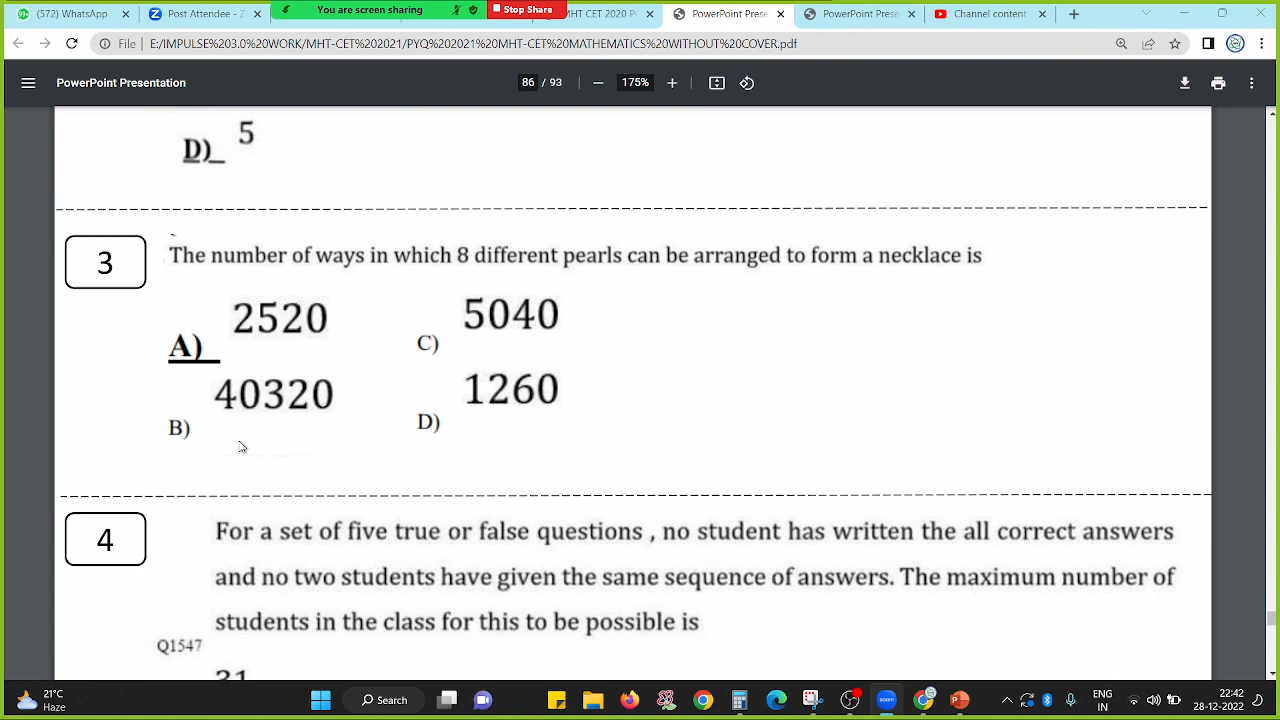 (572) WhatsApp
Post Attendee - Z
You are screen sharing
Stop Share
MHT CET 2020 P
PowerPoint Prese
PowerPoint Prese
Channel content
File | E:/IMPULSE%203.0%20WORK/MHT-CET%202021/PYQ%202021%20MHT-CET%20MATHEMATICS%20WITHOUT%20COVER.pdf
PowerPoint Presentation
86 / 93
175%
D) 5
3
The number of ways in which 8 different pearls can be arranged to form a necklace is
A) 2520
C) 5040
B) 40320
D) 1260
4
For a set of five true or false questions , no student has written the all correct answers
and no two students have given the same sequence of answers. The maximum number of
students in the class for this to be possible is
Q1547
31
21°C
Haze
Search
zoom
ENG
IN
22:42
28-12-2022